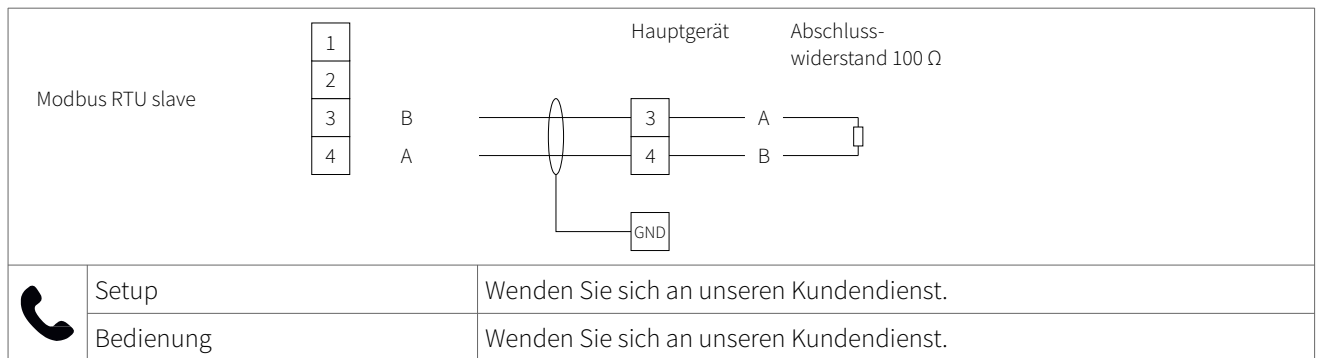 Hauptgerät Abschluss-
widerstand 100 Ω
1
2
Modbus RTU slave
3 B 3 A
4 A 4 B
GND
Setup Wenden Sie sich an unseren Kundendienst.
Bedienung Wenden Sie sich an unseren Kundendienst.